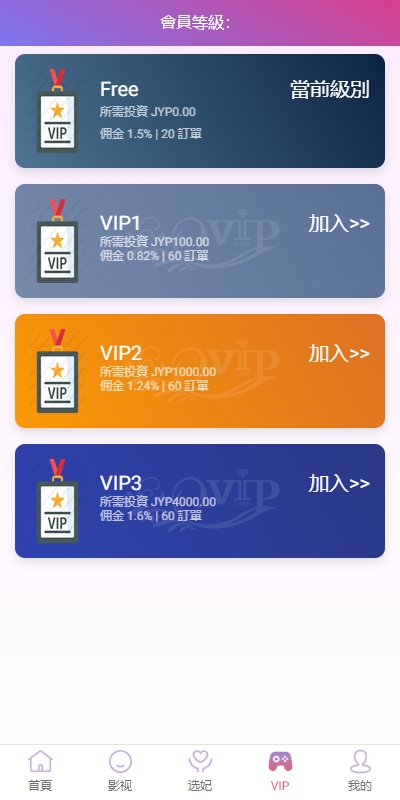 會員等級:
Free
當前級別
所需投資 JYP0.00
佣金 1.5% | 20 訂單
VIP
VIP1
加入>>
所需投資 JYP100.00
佣金 0.82% | 60 訂單
VIP
VIP
VIP2
加入>>
所需投資 JYP1000.00
佣金 1.24% | 60 訂單
VIP
VIP
VIP3
加入>>
所需投資 JYP4000.00
佣金 1.6% | 60 訂單
VIP
VIP
首頁
影视
选妃
VIP
我的